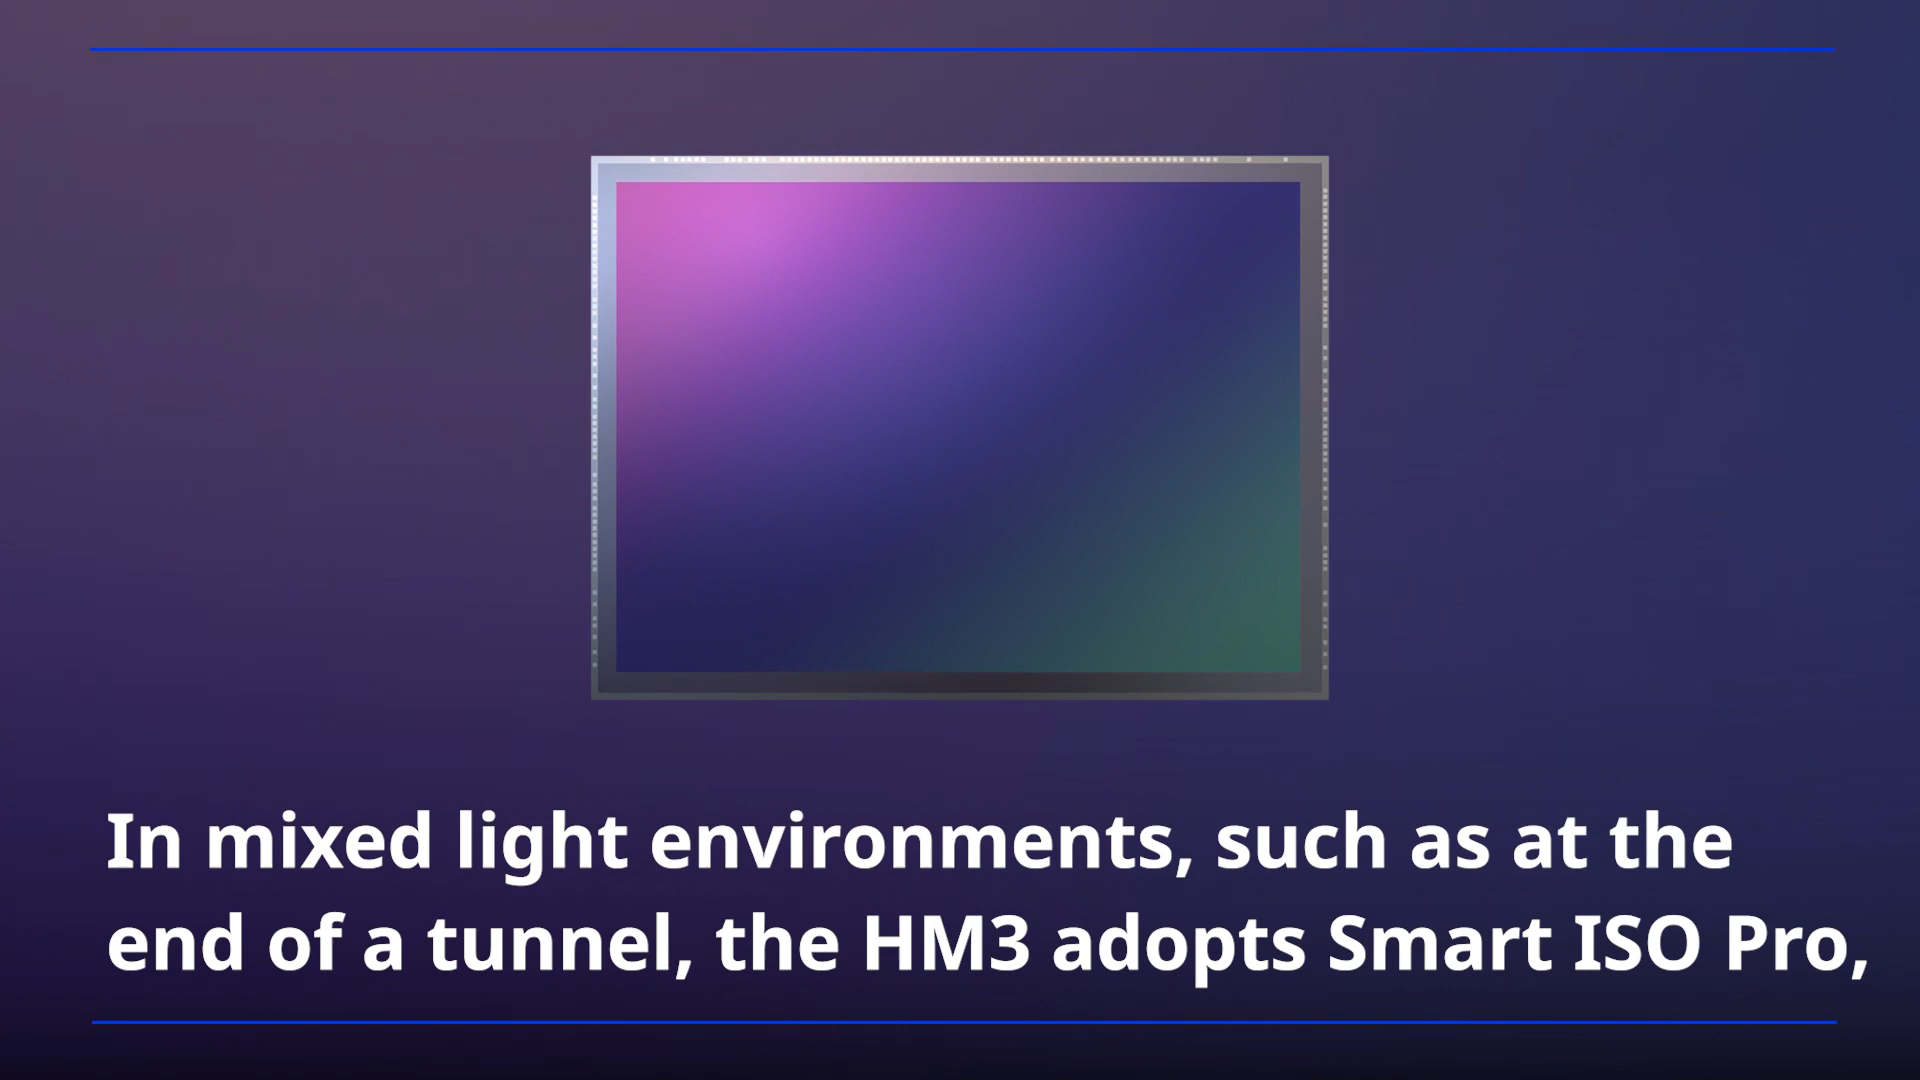 In mixed light environments, such as at the
end of a tunnel, the HM3 adopts Smart ISO Pro,